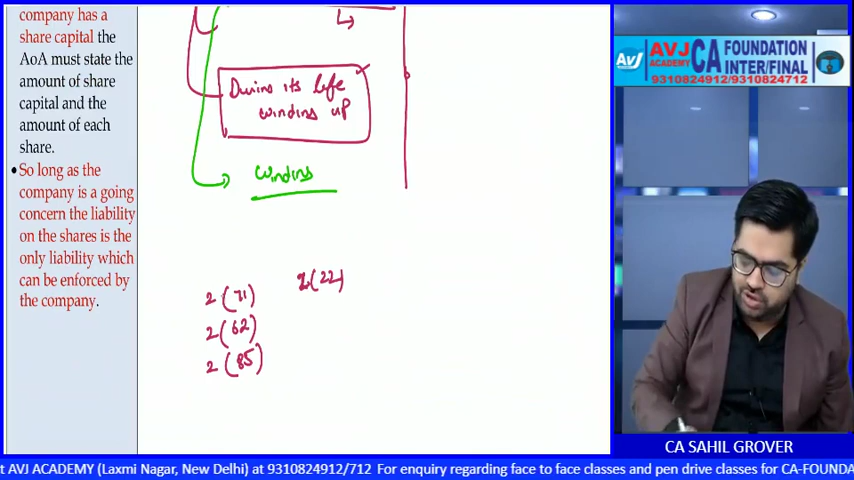 company has a
share capital the
AoA must state the
amount of share
capital and the
amount of each
share.
•So long as the
company is a going
concern the liability
on the shares is the
only liability which
can be enforced by
the company.
During its life
winding up
winding
2 (71)
2 (62)
2 (85)
2(22)
AVJ
AVJ
ACADEMY
CA
FOUNDATION
INTER/FINAL
9310824912/9310824712
CA SAHIL GROVER
t AVJ ACADEMY (Laxmi Nagar, New Delhi) at 9310824912/712 For enquiry regarding face to face classes and pen drive classes for CA-FOUNDA